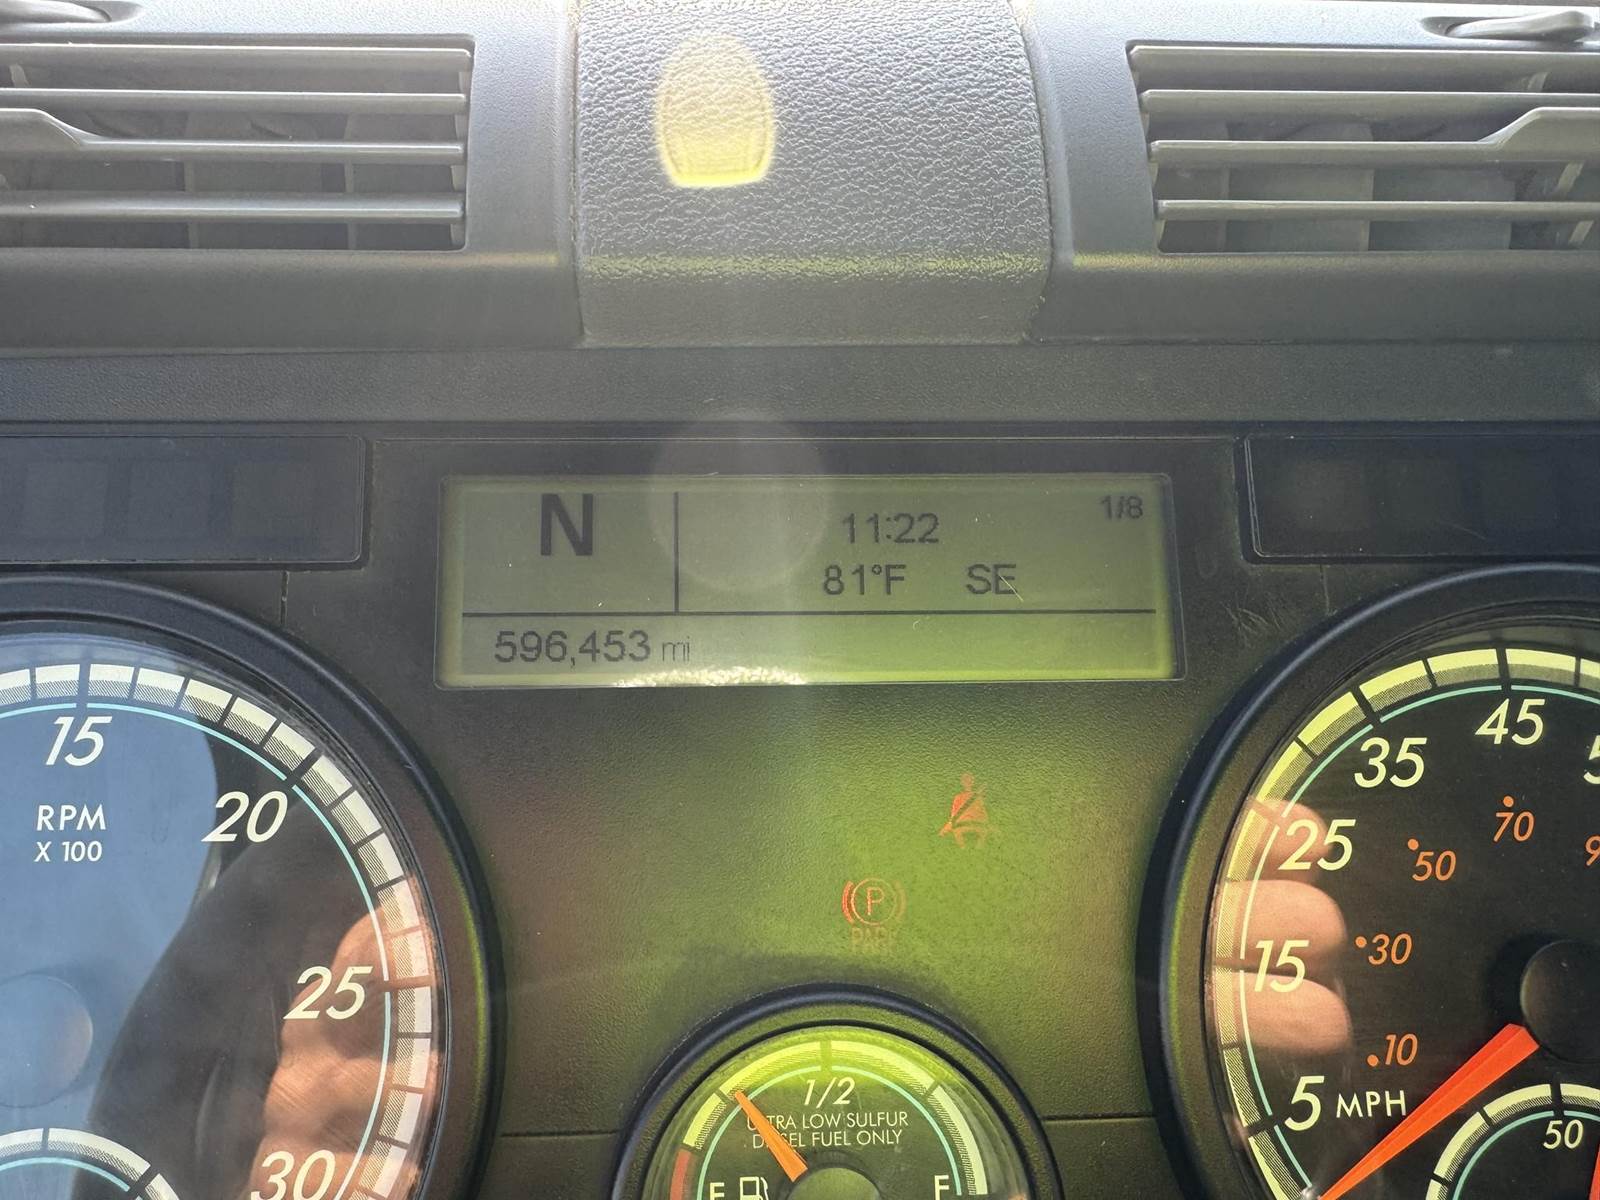 N
11:22
1/8
81°F SE
596,453 mi
15
RPM
X 100
20
25
30
P
PARK
1/2
ULTRA LOW SULFUR
DIESEL FUEL ONLY
E
F
45
35
25
15
5 MPH
70
50
30
10
50